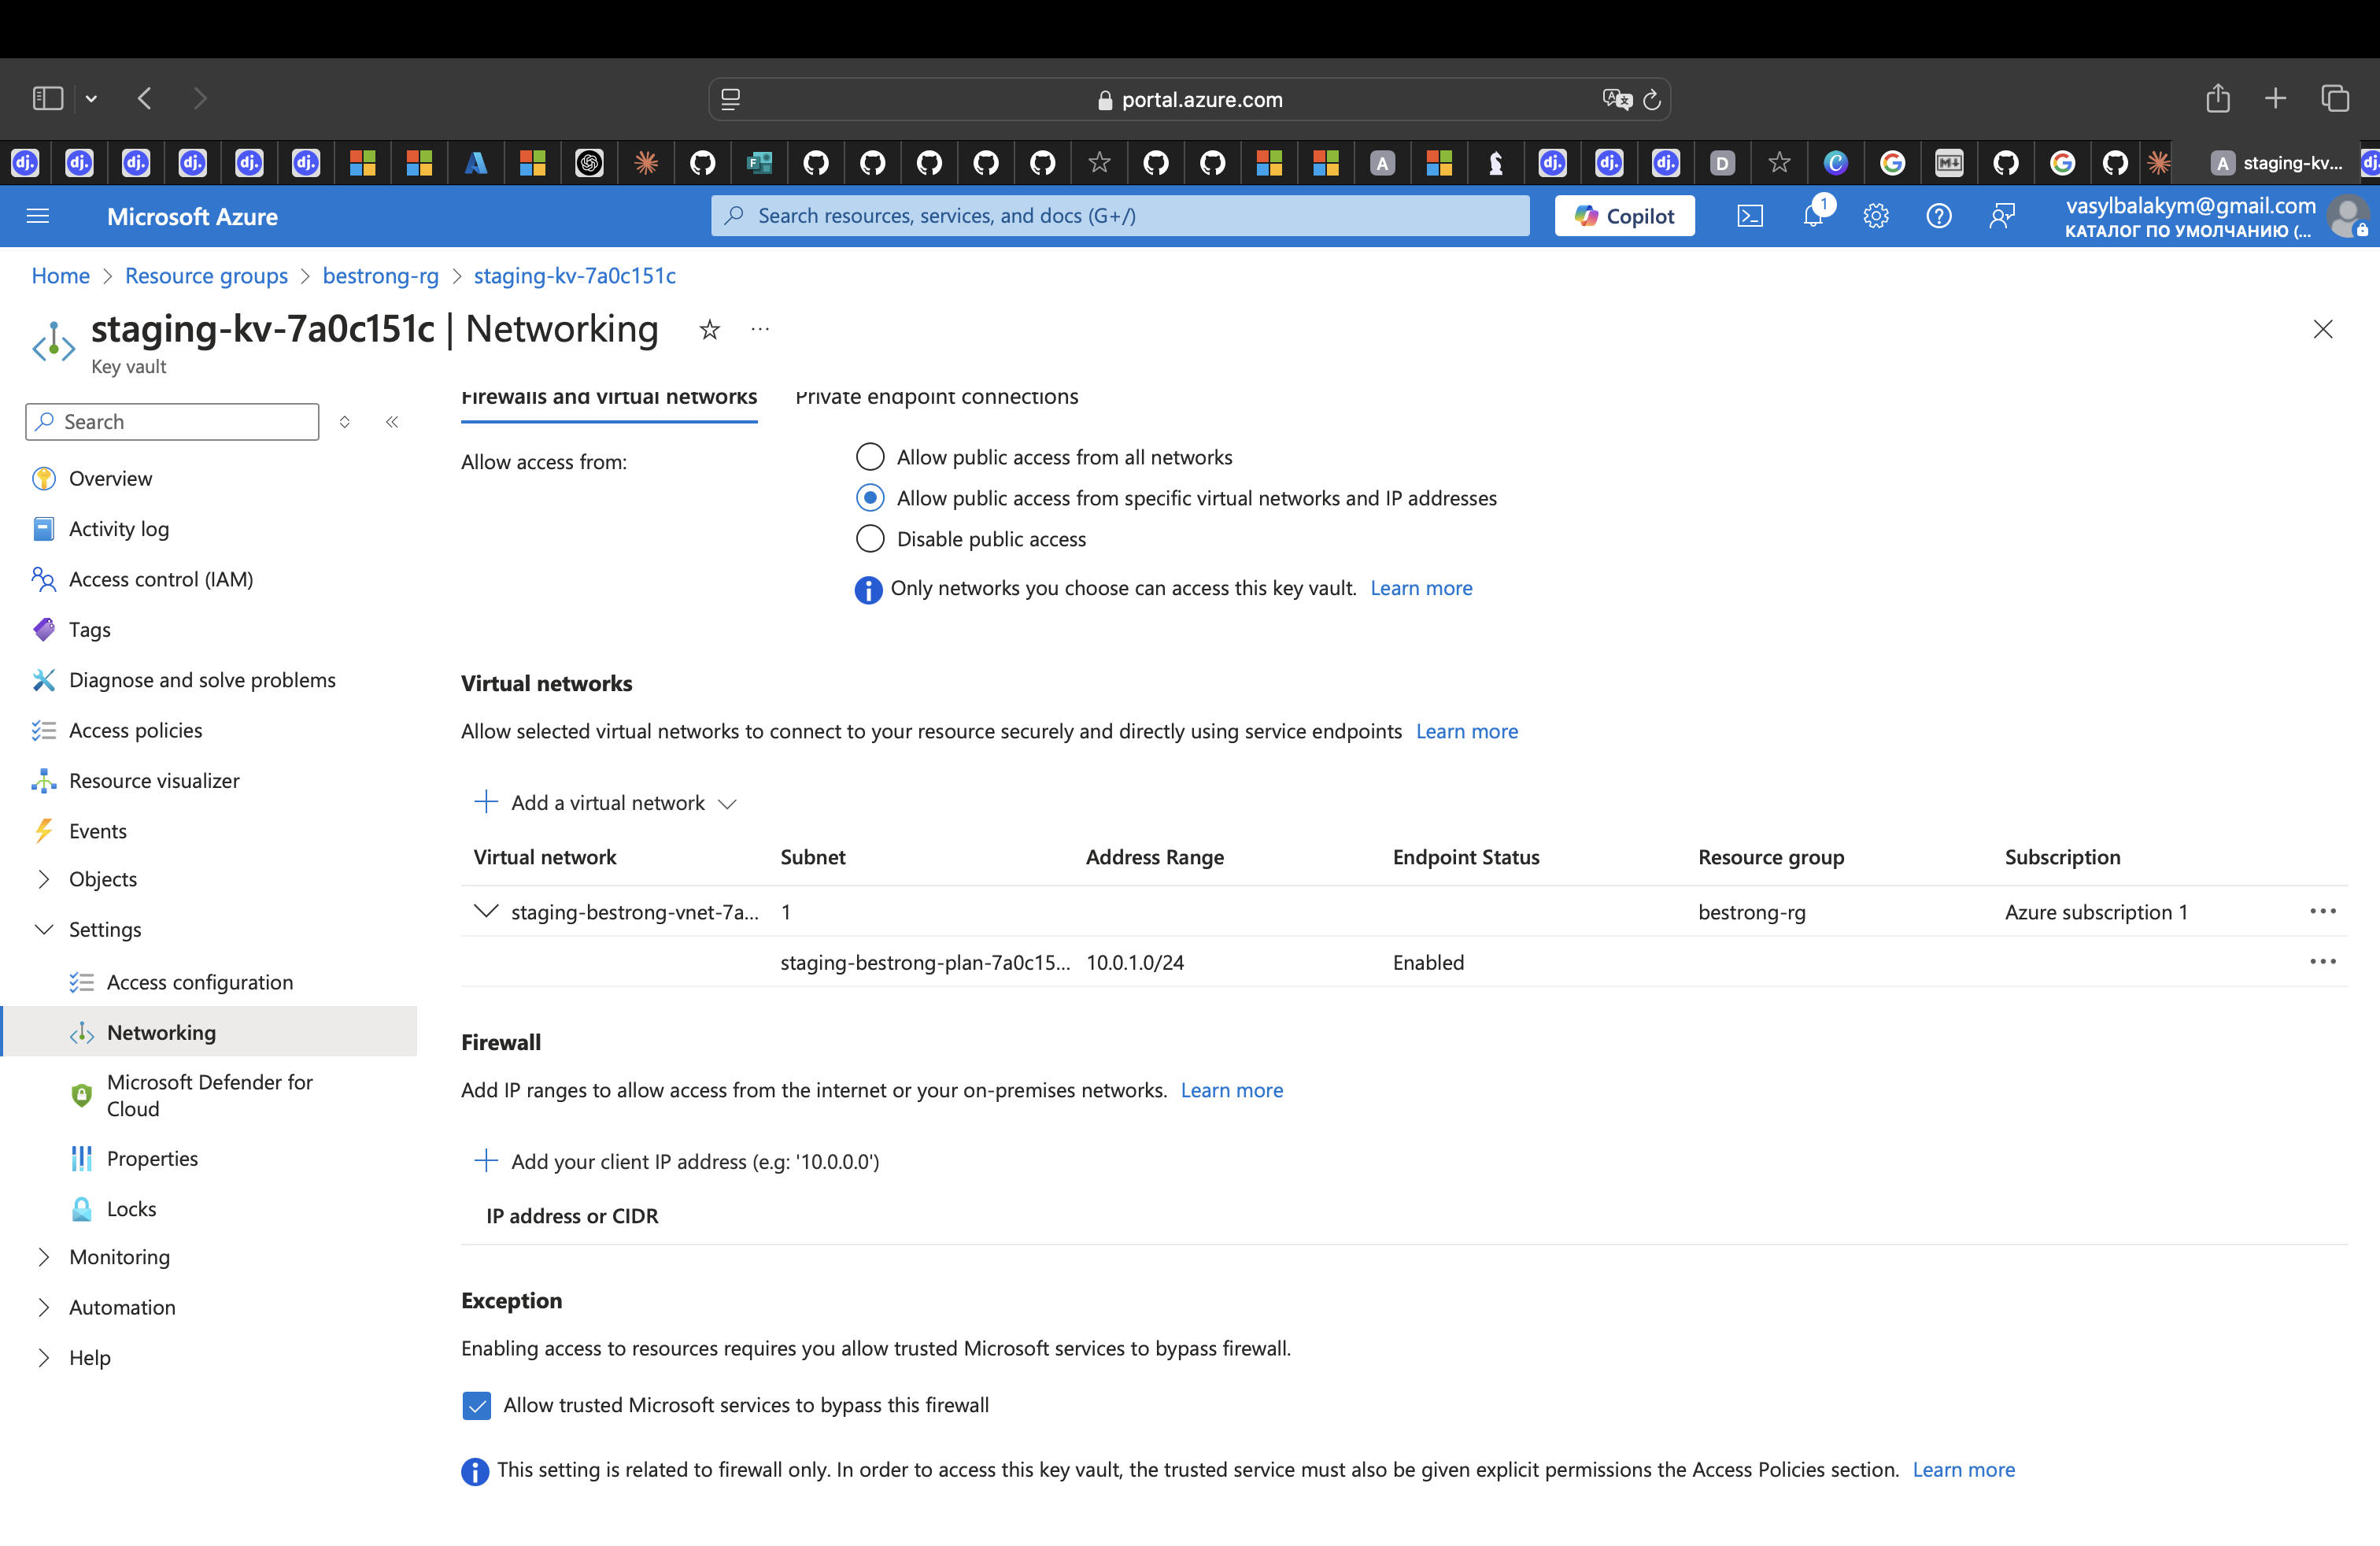 portal.azure.com
dj.
dj.
dj.
dj.
dj.
dj.
F
A
dj.
dj.
dj.
D
M↓
A staging-kv...
dj.
Microsoft Azure
Search resources, services, and docs (G+/)
Copilot
1
vasylbalakym@gmail.com
КАТАЛОГ ПО УМОЛЧАНИЮ (...
Home > Resource groups > bestrong-rg > staging-kv-7a0c151c
staging-kv-7a0c151c | Networking
Key vault
Search
Overview
Activity log
Access control (IAM)
Tags
Diagnose and solve problems
Access policies
Resource visualizer
Events
Objects
Settings
Access configuration
Networking
Microsoft Defender for
Cloud
Properties
Locks
Monitoring
Automation
Help
Firewalls and virtual networks Private endpoint connections
Allow access from:
Allow public access from all networks
Allow public access from specific virtual networks and IP addresses
Disable public access
Only networks you choose can access this key vault. Learn more
Virtual networks
Allow selected virtual networks to connect to your resource securely and directly using service endpoints Learn more
Add a virtual network
Virtual network Subnet Address Range Endpoint Status Resource group Subscription
staging-bestrong-vnet-7a... 1 bestrong-rg Azure subscription 1
staging-bestrong-plan-7a0c15... 10.0.1.0/24 Enabled
Firewall
Add IP ranges to allow access from the internet or your on-premises networks. Learn more
Add your client IP address (e.g: '10.0.0.0')
IP address or CIDR
Exception
Enabling access to resources requires you allow trusted Microsoft services to bypass firewall.
Allow trusted Microsoft services to bypass this firewall
This setting is related to firewall only. In order to access this key vault, the trusted service must also be given explicit permissions the Access Policies section. Learn more